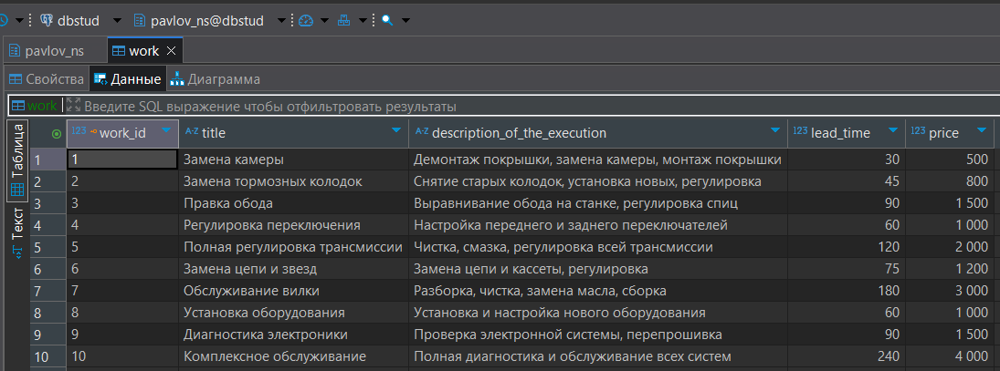 dbstud pavlov_ns@dbstud
pavlov_ns work
Свойства Данные Диаграмма
work Введите SQL выражение чтобы отфильтровать результаты
Таблица
Текст
123 work_id A-Z title A-Z description_of_the_execution 123 lead_time 123 price
1 1 Замена камеры Демонтаж покрышки, замена камеры, монтаж покрышки 30 500
2 2 Замена тормозных колодок Снятие старых колодок, установка новых, регулировка 45 800
3 3 Правка обода Выравнивание обода на станке, регулировка спиц 90 1 500
4 4 Регулировка переключения Настройка переднего и заднего переключателей 60 1 000
5 5 Полная регулировка трансмиссии Чистка, смазка, регулировка всей трансмиссии 120 2 000
6 6 Замена цепи и звезд Замена цепи и кассеты, регулировка 75 1 200
7 7 Обслуживание вилки Разборка, чистка, замена масла, сборка 180 3 000
8 8 Установка оборудования Установка и настройка нового оборудования 60 1 000
9 9 Диагностика электроники Проверка электронной системы, перепрошивка 90 1 500
10 10 Комплексное обслуживание Полная диагностика и обслуживание всех систем 240 4 000